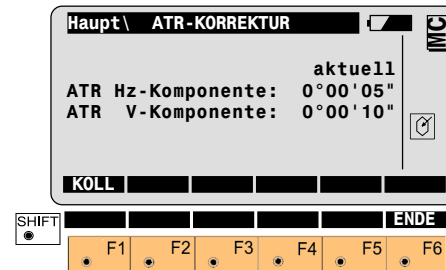 Haupt\ ATR-KORREKTUR
MC
aktuell
ATR Hz-Komponente: 0°00'05"
ATR V-Komponente: 0°00'10"
KOLL
SHIFT
ENDE
F1 F2 F3 F4 F5 F6